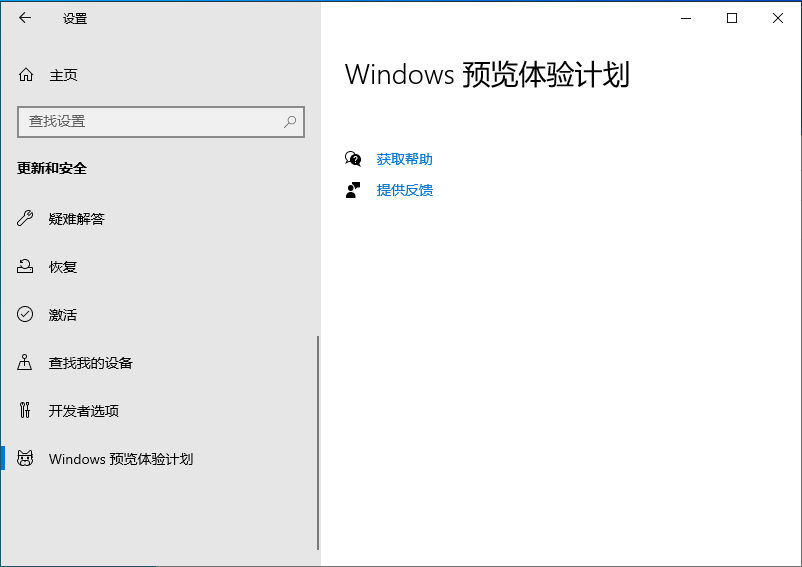 设置
主页
查找设置
更新和安全
疑难解答
恢复
激活
查找我的设备
开发者选项
Windows 预览体验计划
Windows 预览体验计划
获取帮助
提供反馈